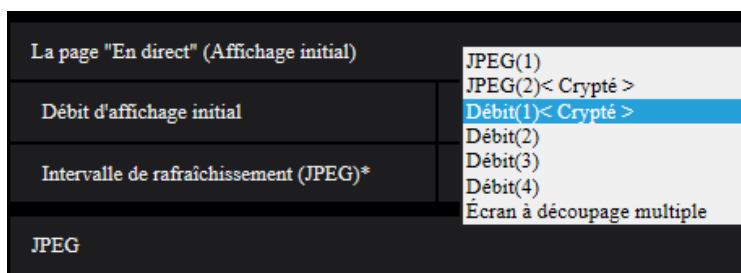 La page "En direct" (Affichage initial)
JPEG(1)
JPEG(2)< Crypté >
Débit d'affichage initial
Débit(1)< Crypté >
Débit(2)
Débit(3)
Intervalle de rafraîchissement (JPEG)*
Débit(4)
Écran à découpage multiple
JPEG